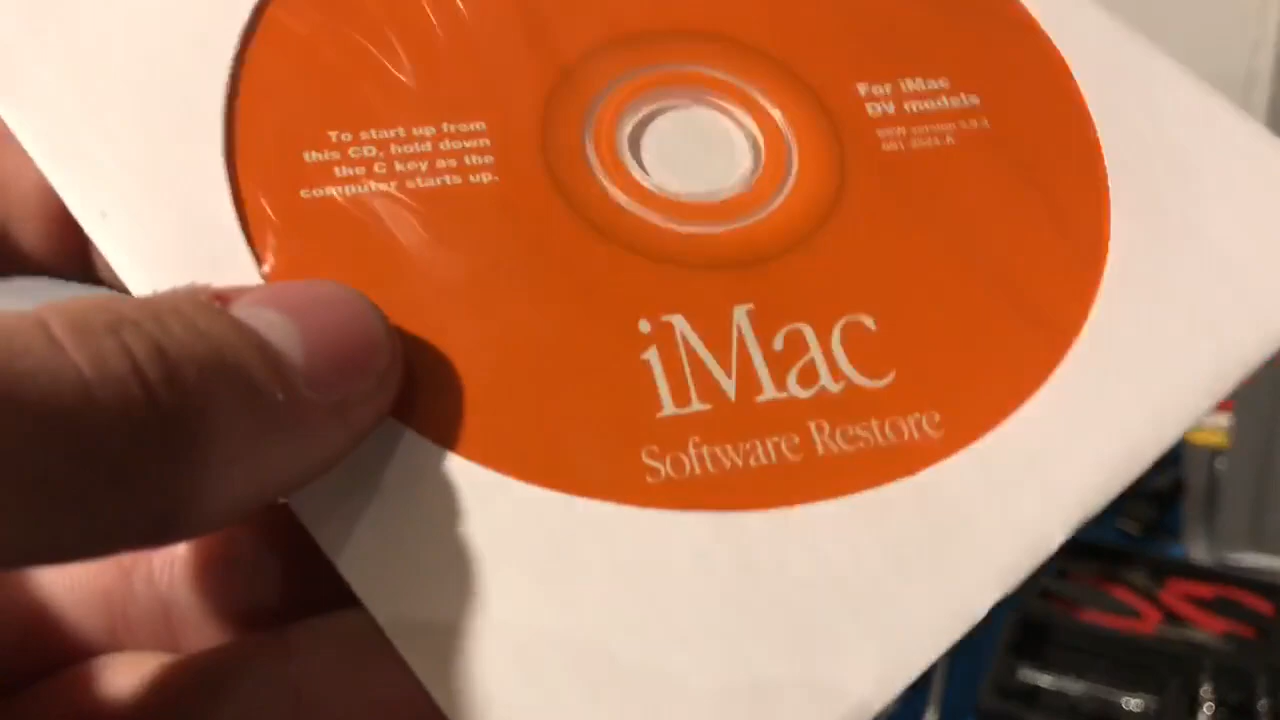 To start up from
this CD, hold down
the C key as the
computer starts up.
For iMac
DV models
iMac
Software Restore